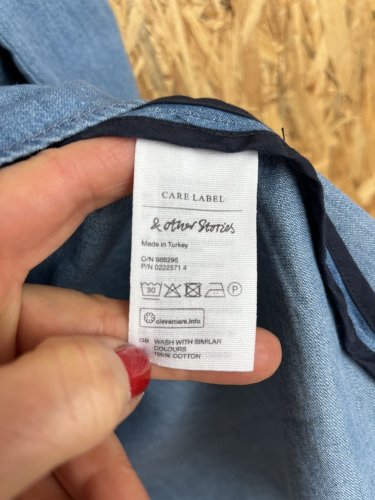 CARE LABEL
& other Stories
Made in Turkey
O/N 988295
P/N 0222571 4
30 P
clevercare.info
GB WASH WITH SIMILAR
COLOURS
100% COTTON